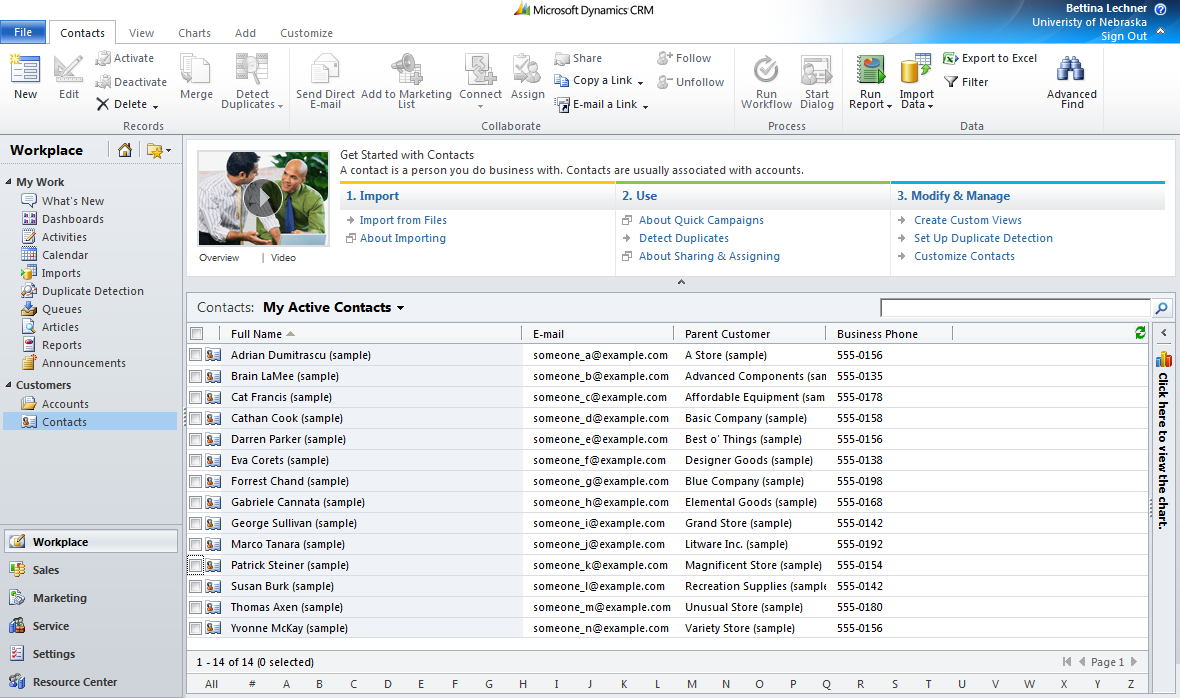 Microsoft Dynamics CRM
Bettina Lechner
Univeristy of Nebraska
Sign Out
File
Contacts
View
Charts
Add
Customize
New
Edit
Activate
Deactivate
Delete
Merge
Detect
Duplicates
Records
Send Direct
E-mail
Add to Marketing
List
Connect
Assign
Share
Copy a Link
E-mail a Link
Follow
Unfollow
Collaborate
Run
Workflow
Start
Dialog
Process
Run
Report
Import
Data
Export to Excel
Filter
Advanced
Find
Data
Workplace
My Work
What's New
Dashboards
Activities
Calendar
Imports
Duplicate Detection
Queues
Articles
Reports
Announcements
Customers
Accounts
Contacts
Workplace
Sales
Marketing
Service
Settings
Resource Center
Get Started with Contacts
A contact is a person you do business with. Contacts are usually associated with accounts.
Overview | Video
1. Import
Import from Files
About Importing
2. Use
About Quick Campaigns
Detect Duplicates
About Sharing & Assigning
3. Modify & Manage
Create Custom Views
Set Up Duplicate Detection
Customize Contacts
Contacts: My Active Contacts
Full Name E-mail Parent Customer Business Phone
Adrian Dumitrascu (sample) someone_a@example.com A Store (sample) 555-0156
Brain LaMee (sample) someone_b@example.com Advanced Components (sam 555-0135
Cat Francis (sample) someone_c@example.com Affordable Equipment (sam 555-0178
Cathan Cook (sample) someone_d@example.com Basic Company (sample) 555-0158
Darren Parker (sample) someone_e@example.com Best o' Things (sample) 555-0156
Eva Corets (sample) someone_f@example.com Designer Goods (sample) 555-0138
Forrest Chand (sample) someone_g@example.com Blue Company (sample) 555-0198
Gabriele Cannata (sample) someone_h@example.com Elemental Goods (sample) 555-0168
George Sullivan (sample) someone_i@example.com Grand Store (sample) 555-0142
Marco Tanara (sample) someone_j@example.com Litware Inc. (sample) 555-0192
Patrick Steiner (sample) someone_k@example.com Magnificent Store (sample) 555-0154
Susan Burk (sample) someone_l@example.com Recreation Supplies (sample 555-0142
Thomas Axen (sample) someone_m@example.com Unusual Store (sample) 555-0180
Yvonne McKay (sample) someone_n@example.com Variety Store (sample) 555-0156
Click here to view the chart.
1 - 14 of 14 (0 selected)
Page 1
All # A B C D E F G H I J K L M N O P Q R S T U V W X Y Z